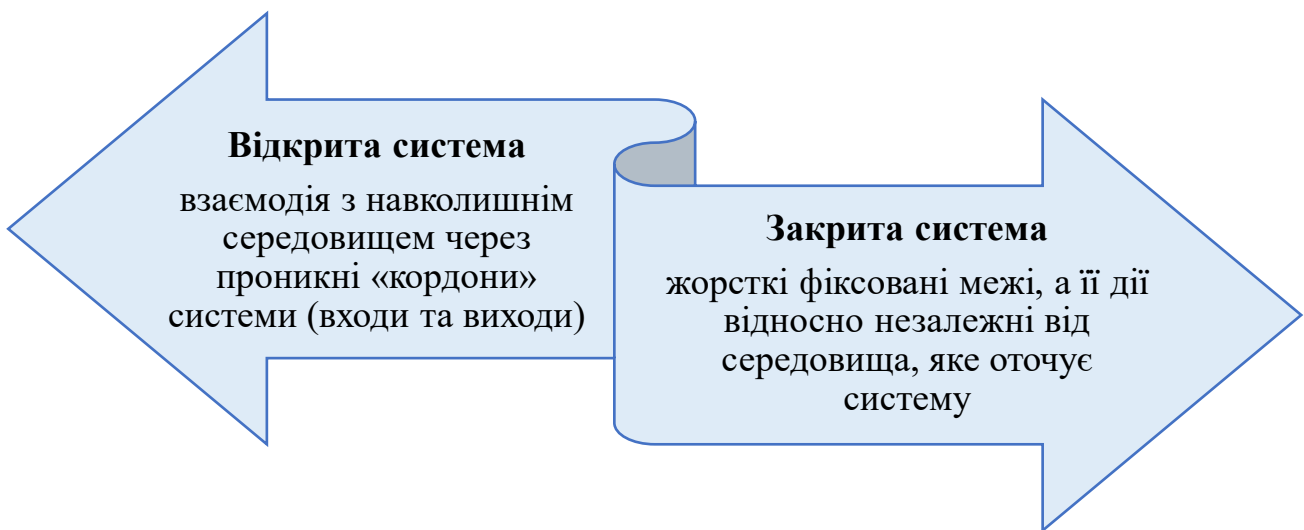 Відкрита система
взаємодія з навколишнім
середовищем через
проникні «кордони»
системи (входи та виходи)
Закрита система
жорсткі фіксовані межі, а її дії
відносно незалежні від
середовища, яке оточує
систему